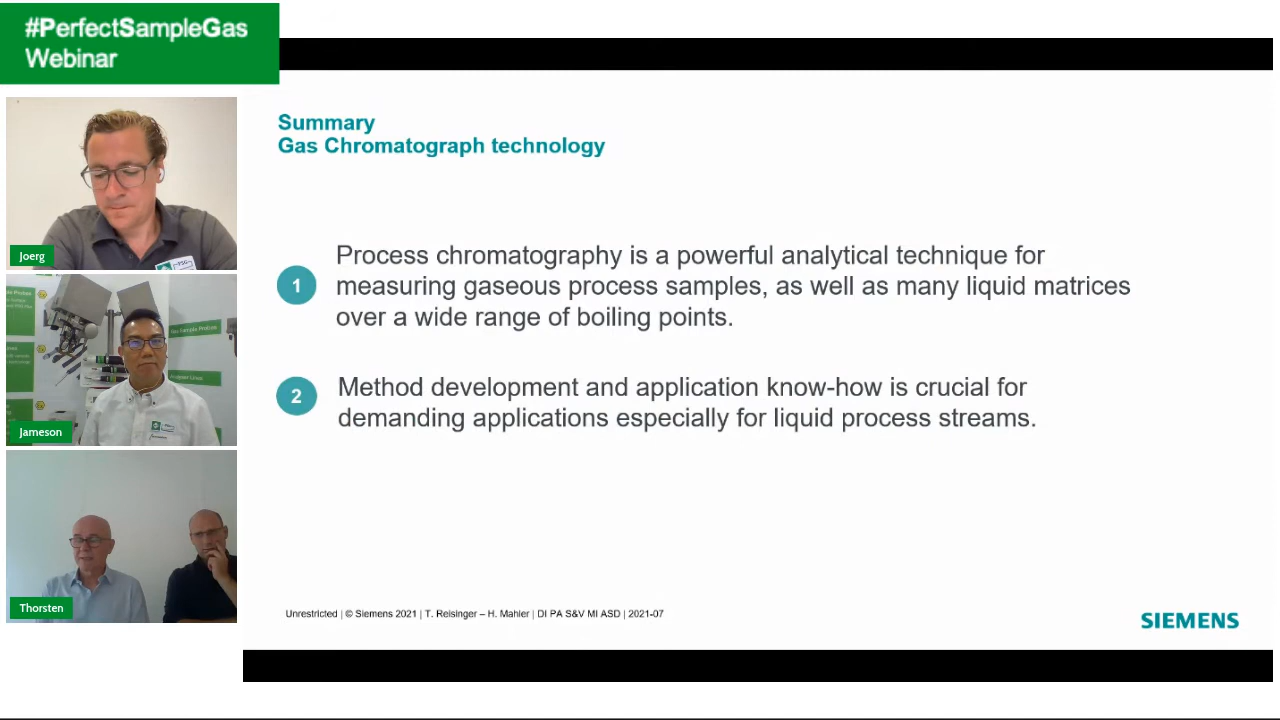 #PerfectSampleGas
Webinar
Summary
Gas Chromatograph technology
1
Process chromatography is a powerful analytical technique for
measuring gaseous process samples, as well as many liquid matrices
over a wide range of boiling points.
2
Method development and application know-how is crucial for
demanding applications especially for liquid process streams.
Joerg
Gas Sample Probes
Jameson
Thorsten
Unrestricted | © Siemens 2021 | T. Reisinger – H. Mahler | DI PA S&V MI ASD | 2021-07
SIEMENS